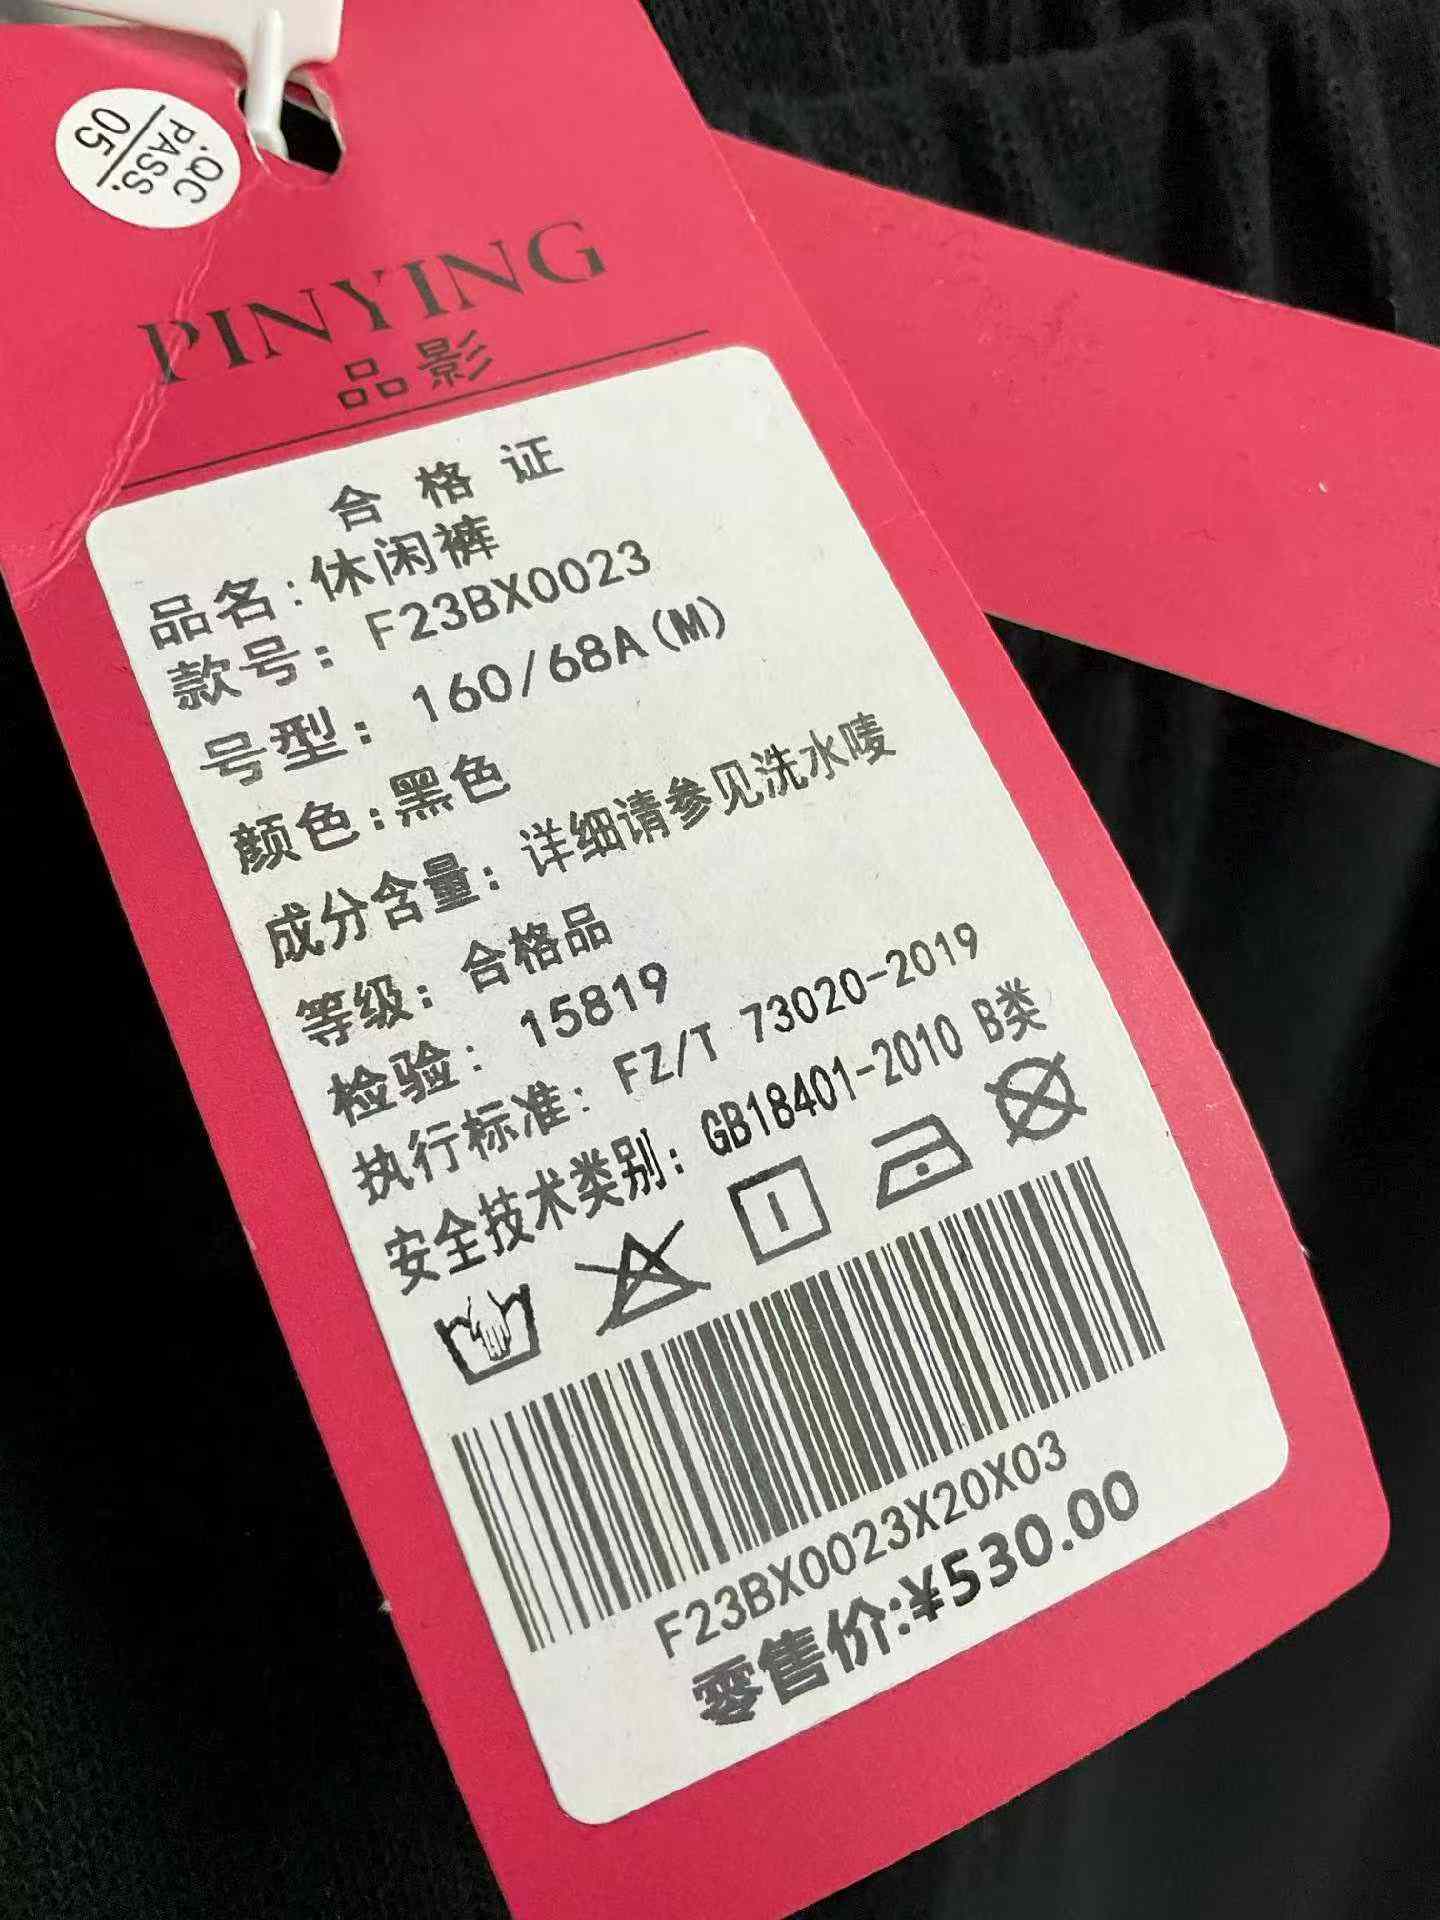 QC
PASS.
05
PINYING
品影
合格证
品名:休闲裤
款号: F23BX0023
号型: 160/68A(M)
颜色:黑色
成分含量: 详细请参见洗水唛
等级: 合格品
检验: 15819
执行标准: FZ/T 73020-2019
安全技术类别: GB18401-2010 B类
F23BX0023X20X03
零售价:¥530.00